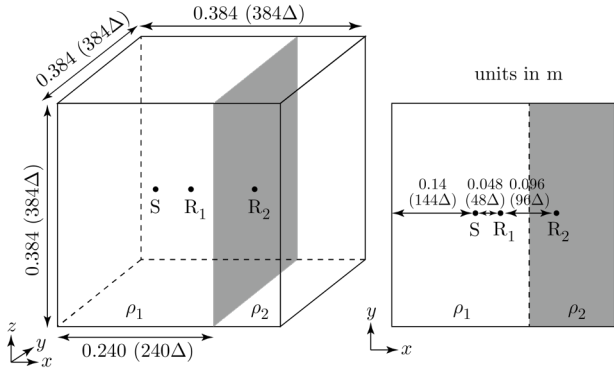 0.384 (384Δ)
0.384 (384Δ)
0.384 (384Δ)
S
R1
R2
ρ1
ρ2
0.240 (240Δ)
z
y
x
units in m
0.14 0.048 0.096
(144Δ) (48Δ) (96Δ)
S R1 R2
ρ1
ρ2
y
x